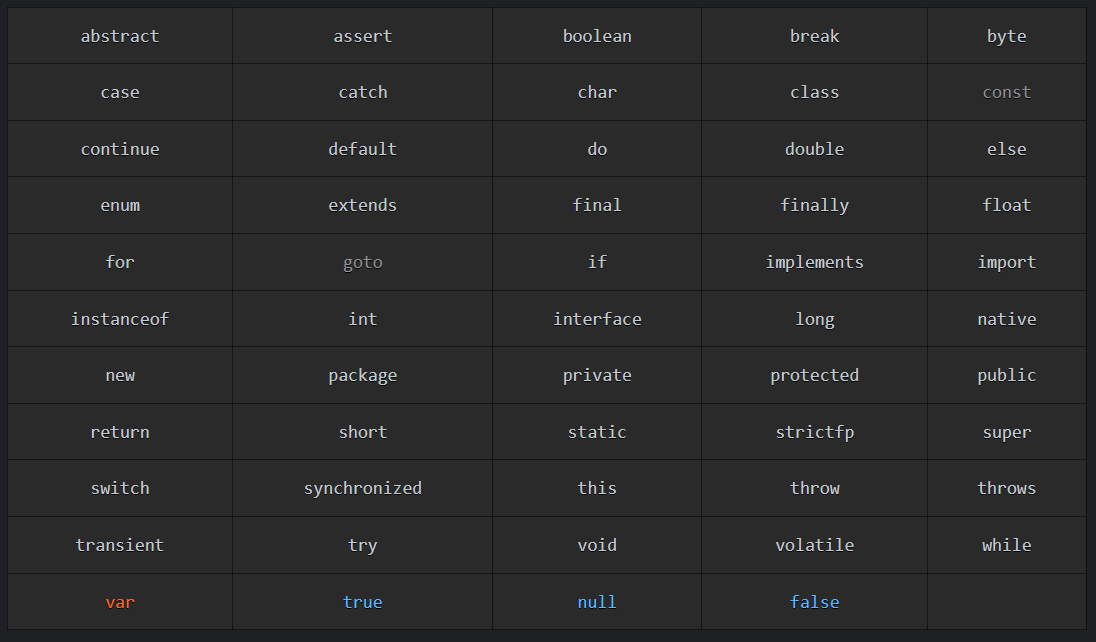 abstract assert boolean break byte
case catch char class const
continue default do double else
enum extends final finally float
for goto if implements import
instanceof int interface long native
new package private protected public
return short static strictfp super
switch synchronized this throw throws
transient try void volatile while
var true null false